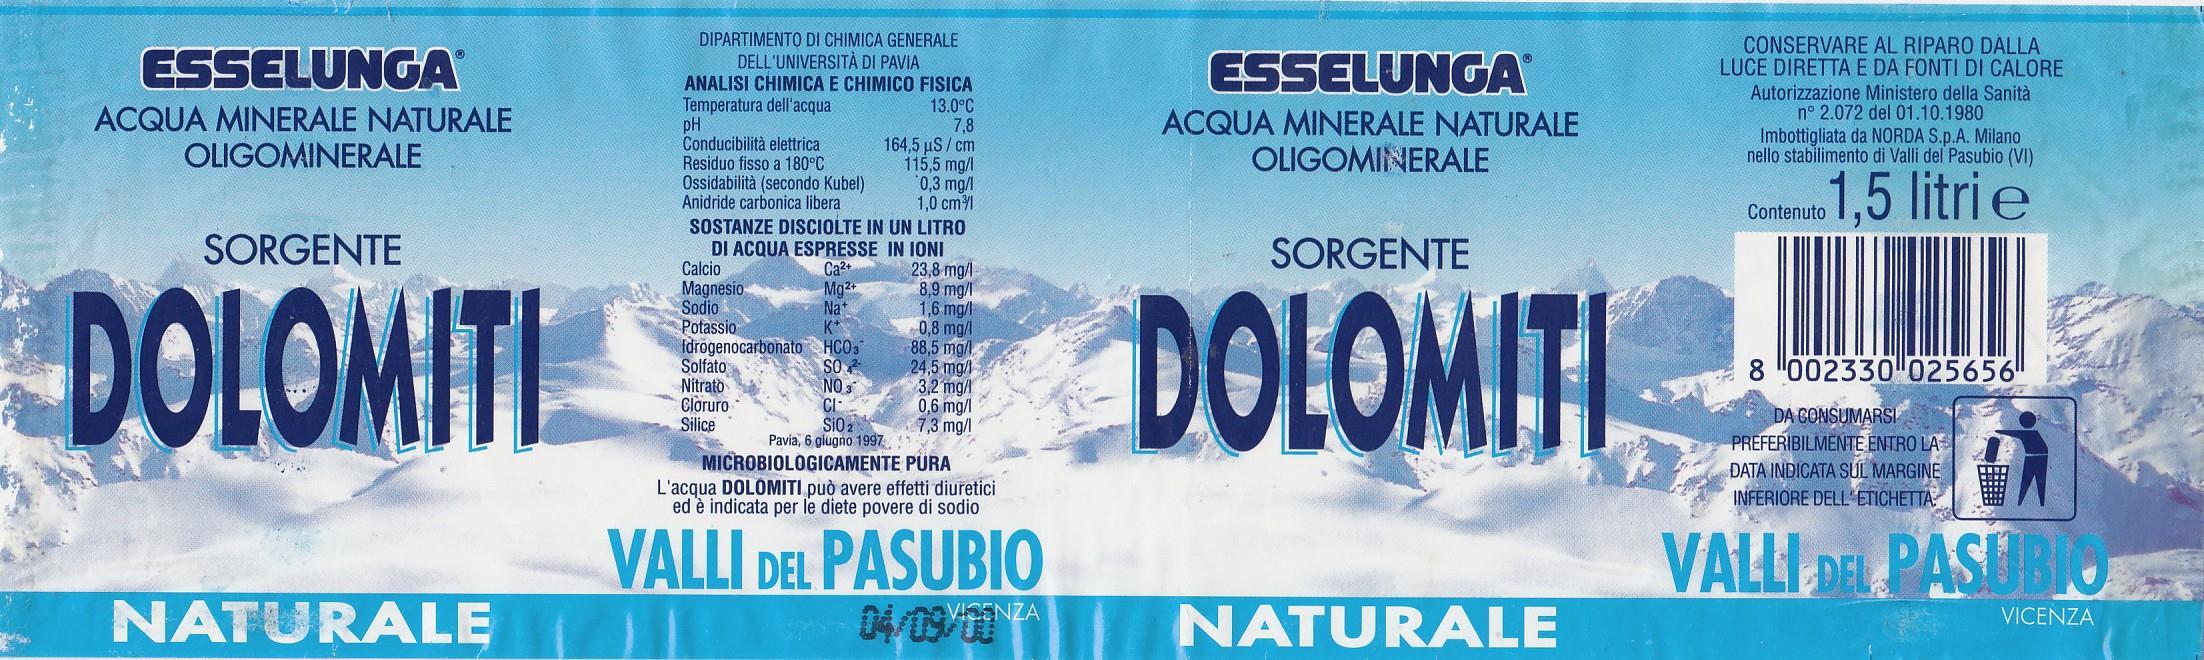 ESSELUNGA®
ACQUA MINERALE NATURALE
OLIGOMINERALE
SORGENTE
DOLOMITI
NATURALE
DIPARTIMENTO DI CHIMICA GENERALE
DELL'UNIVERSITÀ DI PAVIA
ANALISI CHIMICA E CHIMICO FISICA
Temperatura dell'acqua 13.0°C
pH 7,8
Conducibilità elettrica 164,5 µS / cm
Residuo fisso a 180°C 115,5 mg/l
Ossidabilità (secondo Kubel) 0,3 mg/l
Anidride carbonica libera 1,0 cm³/l
SOSTANZE DISCIOLTE IN UN LITRO
DI ACQUA ESPRESSE IN IONI
Calcio Ca²⁺ 23,8 mg/l
Magnesio Mg²⁺ 8,9 mg/l
Sodio Na⁺ 1,6 mg/l
Potassio K⁺ 0,8 mg/l
Idrogenocarbonato HCO₃⁻ 88,5 mg/l
Solfato SO₄²⁻ 24,5 mg/l
Nitrato NO₃⁻ 3,2 mg/l
Cloruro Cl⁻ 0,6 mg/l
Silice SiO₂ 7,3 mg/l
Pavia, 6 giugno 1997
MICROBIOLOGICAMENTE PURA
L'acqua DOLOMITI può avere effetti diuretici
ed è indicata per le diete povere di sodio
VALLI DEL PASUBIO
VICENZA
04/09/00
ESSELUNGA®
ACQUA MINERALE NATURALE
OLIGOMINERALE
SORGENTE
DOLOMITI
NATURALE
CONSERVARE AL RIPARO DALLA
LUCE DIRETTA E DA FONTI DI CALORE
Autorizzazione Ministero della Sanità
n° 2.072 del 01.10.1980
Imbottigliata da NORDA S.p.A. Milano
nello stabilimento di Valli del Pasubio (VI)
Contenuto 1,5 litri ℮
8 002330 025656
DA CONSUMARSI
PREFERIBILMENTE ENTRO LA
DATA INDICATA SUL MARGINE
INFERIORE DELL'ETICHETTA
VALLI DEL PASUBIO
VICENZA